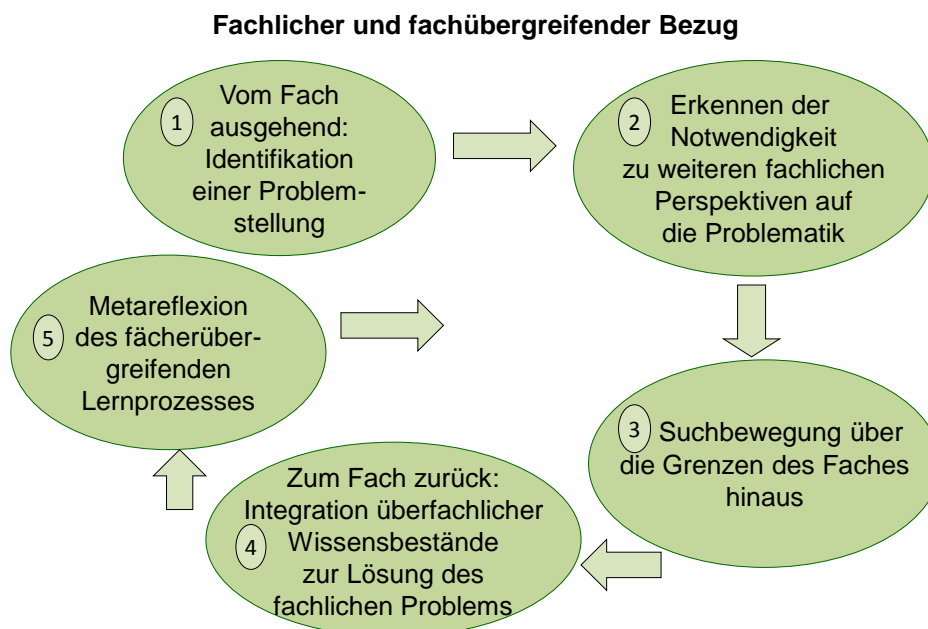 Fachlicher und fachübergreifender Bezug
1
Vom Fach
ausgehend:
Identifikation
einer Problem-
stellung
2
Erkennen der
Notwendigkeit
zu weiteren fachlichen
Perspektiven auf
die Problematik
3
Suchbewegung über
die Grenzen des Faches
hinaus
4
Zum Fach zurück:
Integration überfachlicher
Wissensbestände
zur Lösung des
fachlichen Problems
5
Metareflexion
des fächerüber-
greifenden
Lernprozesses